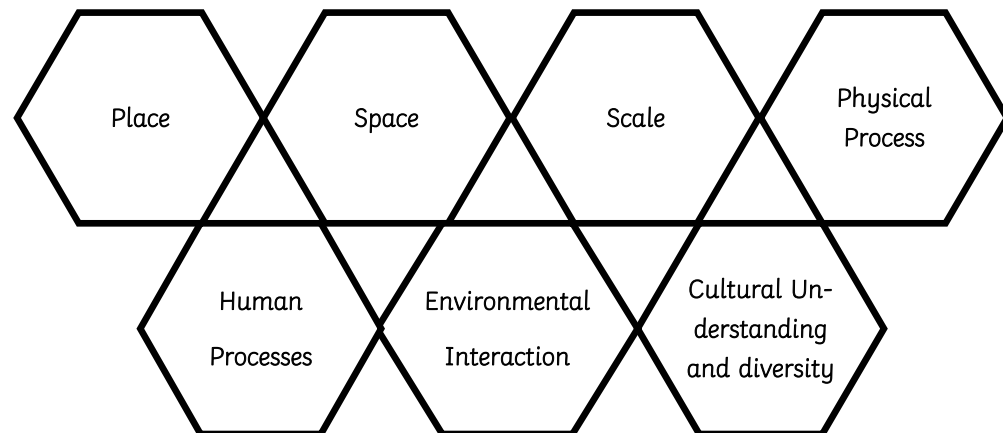 Place
Space
Scale
Physical
Process
Human
Processes
Environmental
Interaction
Cultural Un-
derstanding
and diversity